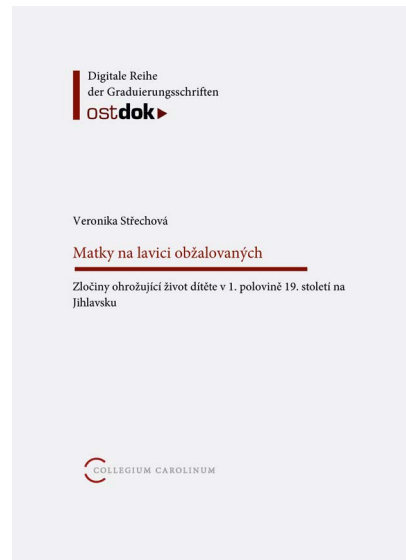 Digitale Reihe
der Graduierungsschriften
ostdok
Veronika Střechová
Matky na lavici obžalovaných
Zločiny ohrožující život dítěte v 1. polovině 19. století na
Jihlavsku
COLLEGIUM CAROLINUM